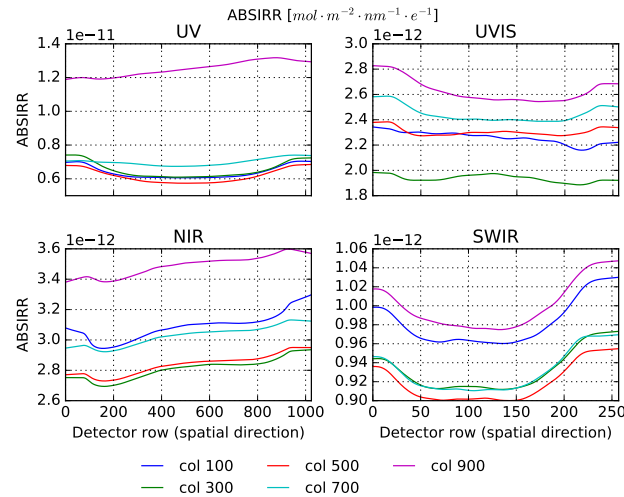 ABSIRR [mol · m⁻² · nm⁻¹ · e⁻¹]
UV
UVIS
1e−11
1e−12
1.4
1.2
1.0
0.8
0.6
ABSIRR
3.0
2.8
2.6
2.4
2.2
2.0
1.8
NIR
SWIR
1e−12
1e−12
3.6
3.4
3.2
3.0
2.8
2.6
ABSIRR
1.06
1.04
1.02
1.00
0.98
0.96
0.94
0.92
0.90
0 200 400 600 800 1000
0 50 100 150 200 250
Detector row (spatial direction)
Detector row (spatial direction)
col 100 col 500 col 900
col 300 col 700